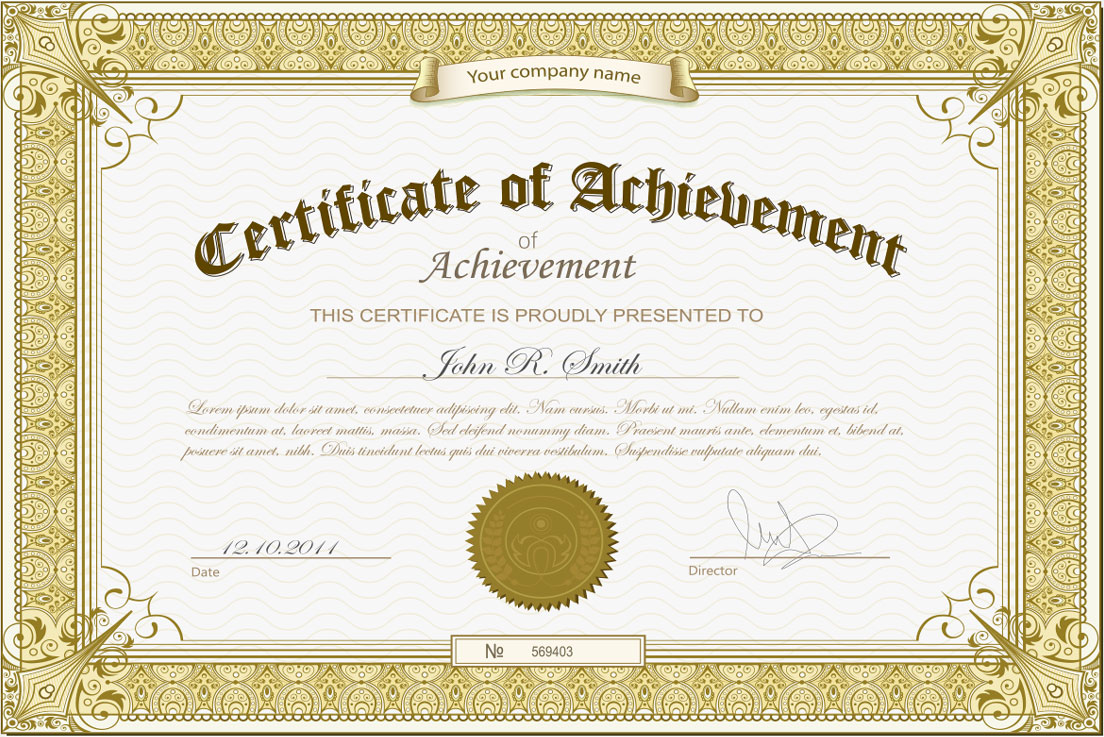 Your company name
Certificate of Achievement
of
Achievement
THIS CERTIFICATE IS PROUDLY PRESENTED TO
John R. Smith
Lorem ipsum dolor sit amet, consectetuer adipiscing elit. Nam cursus. Morbi ut mi. Nullam enim leo, egestas id,
condimentum at, laoreet mattis, massa. Sed eleifend nonummy diam. Praesent mauris ante, elementum et, bibend at,
posuere sit amet, nibh. Duis tincidunt lectus quis dui viverra vestibulum. Suspendisse vulputate aliquam dui.
12.10.2011
Date
Director
№ 569403